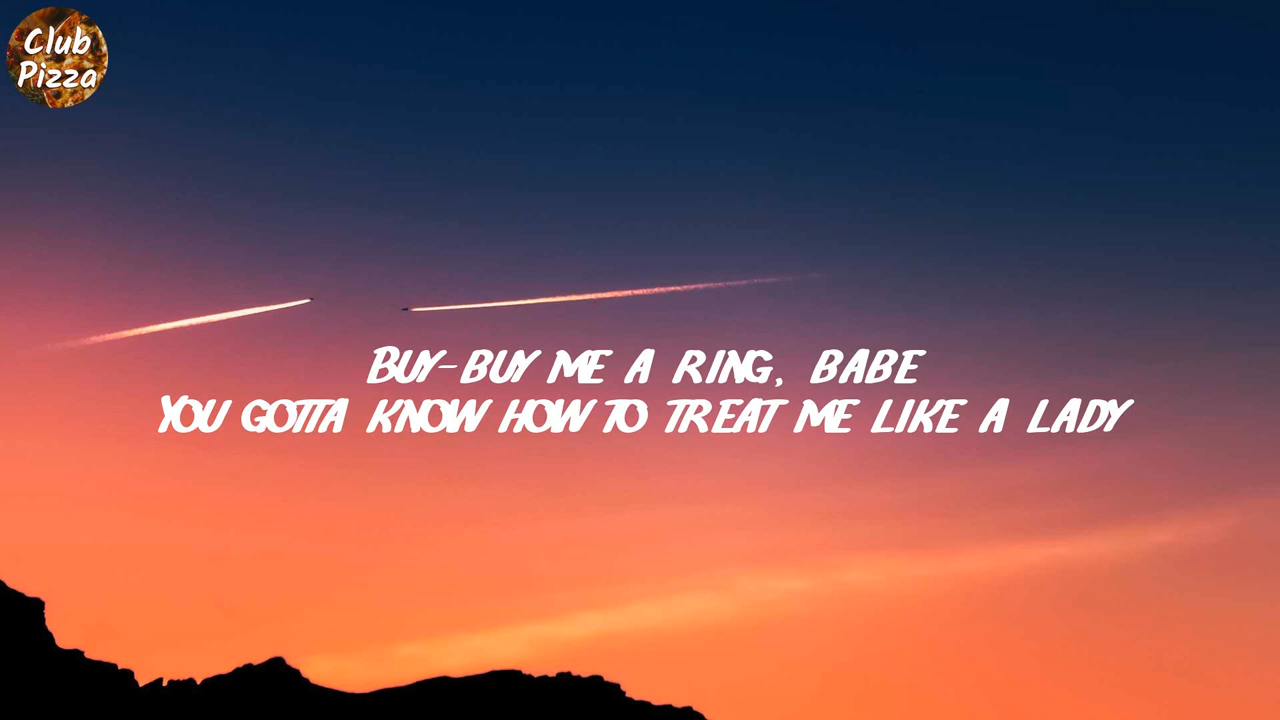 Club
Pizza
BUY-BUY ME A RING, BABE
YOU GOTTA KNOW HOW TO TREAT ME LIKE A LADY